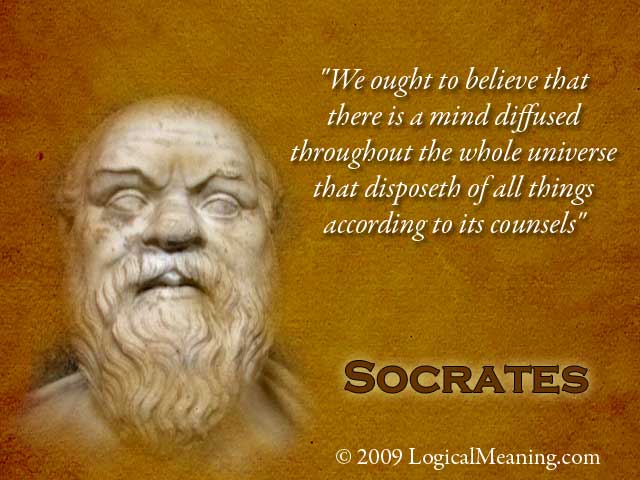 "We ought to believe that
there is a mind diffused
throughout the whole universe
that disposeth of all things
according to its counsels"
SOCRATES
© 2009 LogicalMeaning.com